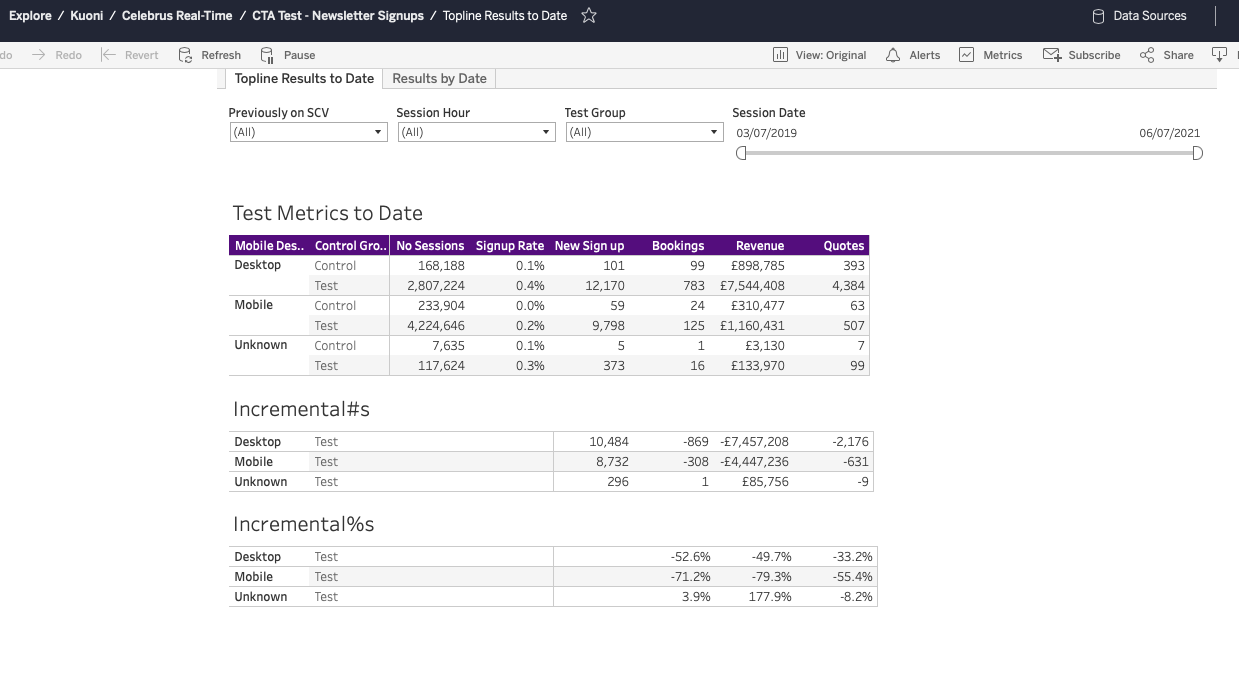 Explore / Kuoni / Celebrus Real-Time / CTA Test - Newsletter Signups / Topline Results to Date Data Sources
do Redo Revert Refresh Pause View: Original Alerts Metrics Subscribe Share
Topline Results to Date Results by Date
Previously on SCV Session Hour Test Group Session Date
(All) (All) (All) 03/07/2019 06/07/2021
Test Metrics to Date
Mobile Des.. Control Gro.. No Sessions Signup Rate New Sign up Bookings Revenue Quotes
Desktop Control 168,188 0.1% 101 99 £898,785 393
Test 2,807,224 0.4% 12,170 783 £7,544,408 4,384
Mobile Control 233,904 0.0% 59 24 £310,477 63
Test 4,224,646 0.2% 9,798 125 £1,160,431 507
Unknown Control 7,635 0.1% 5 1 £3,130 7
Test 117,624 0.3% 373 16 £133,970 99
Incremental#s
Desktop Test 10,484 -869 -£7,457,208 -2,176
Mobile Test 8,732 -308 -£4,447,236 -631
Unknown Test 296 1 £85,756 -9
Incremental%s
Desktop Test -52.6% -49.7% -33.2%
Mobile Test -71.2% -79.3% -55.4%
Unknown Test 3.9% 177.9% -8.2%